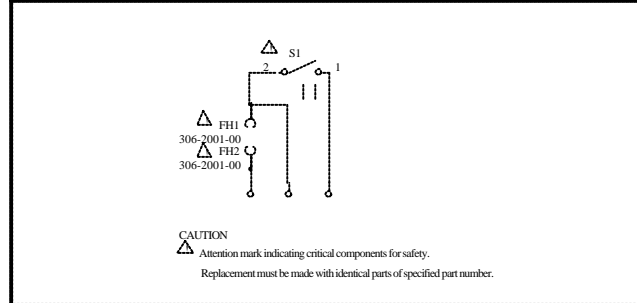 S1
2 1
FH1
306-2001-00
FH2
306-2001-00
CAUTION
Attention mark indicating critical components for safety.
Replacement must be made with identical parts of specified part number.